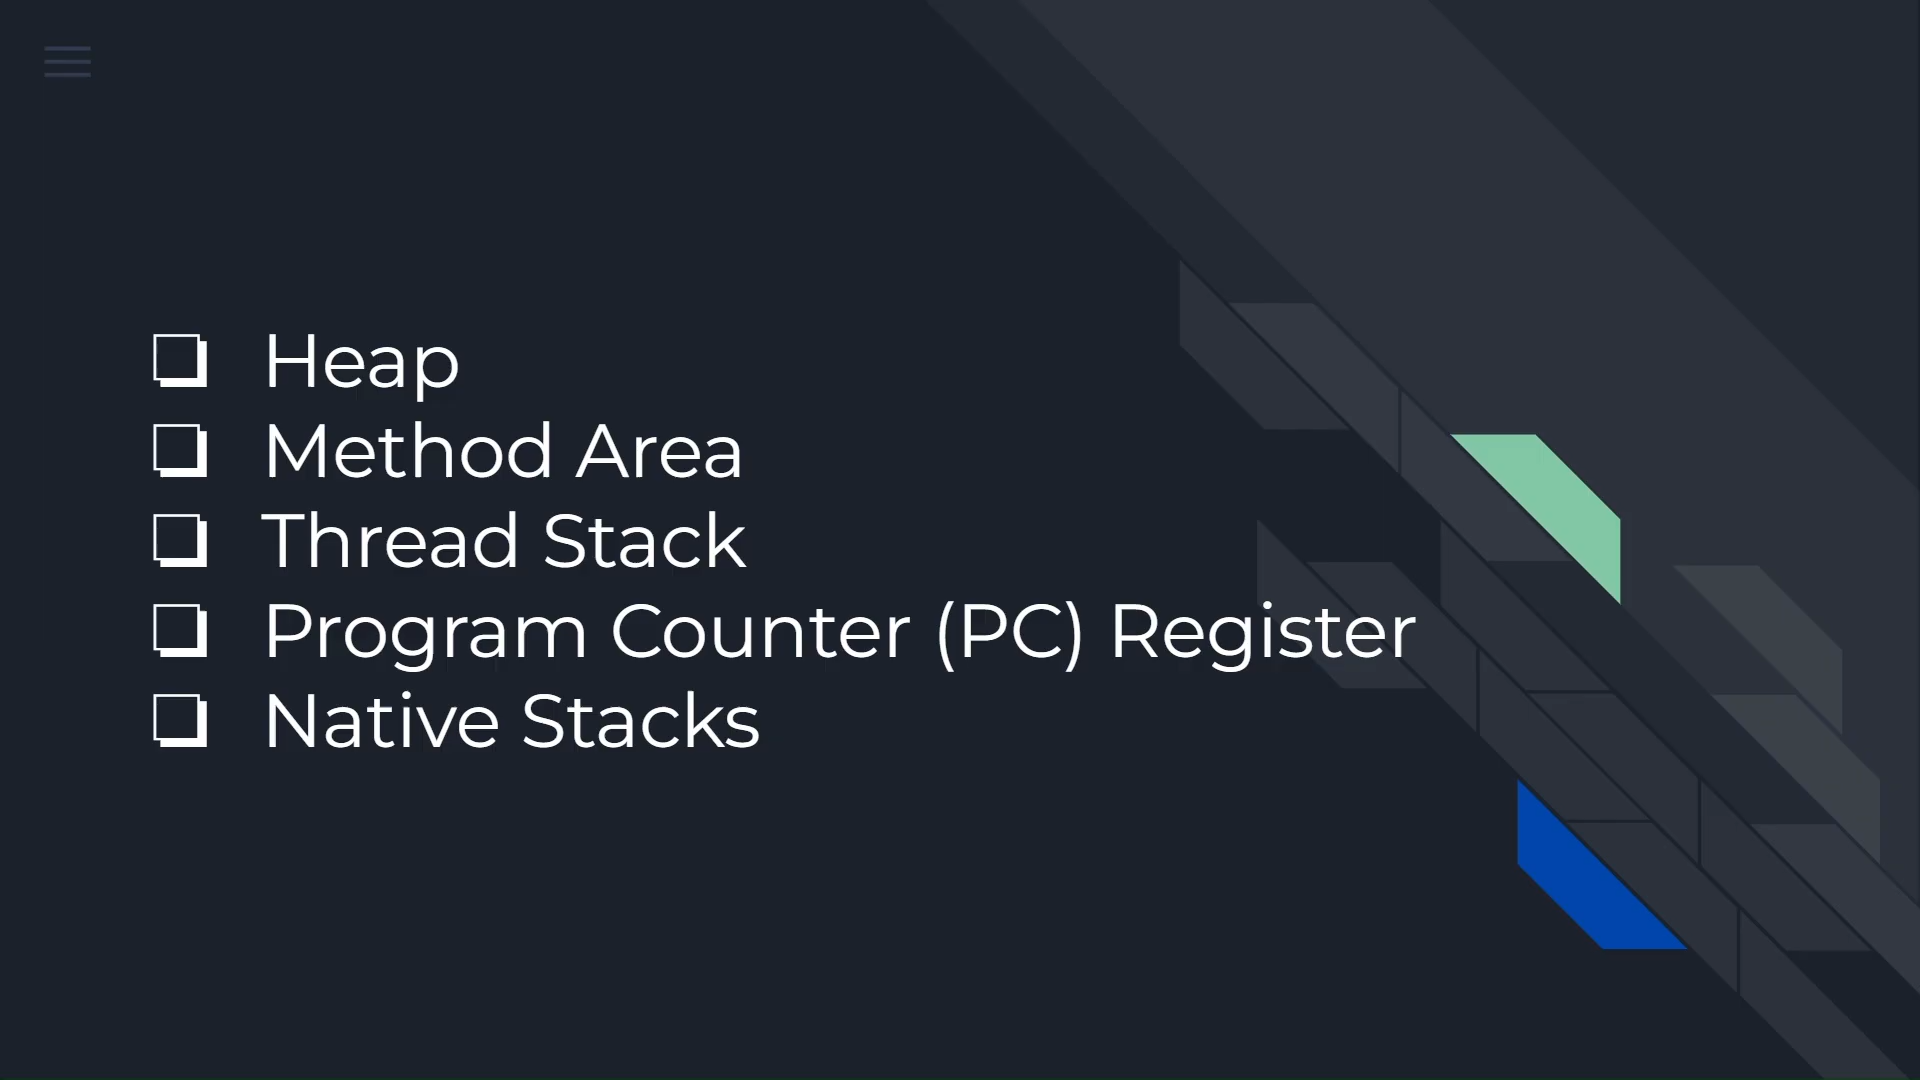 Heap
Method Area
Thread Stack
Program Counter (PC) Register
Native Stacks